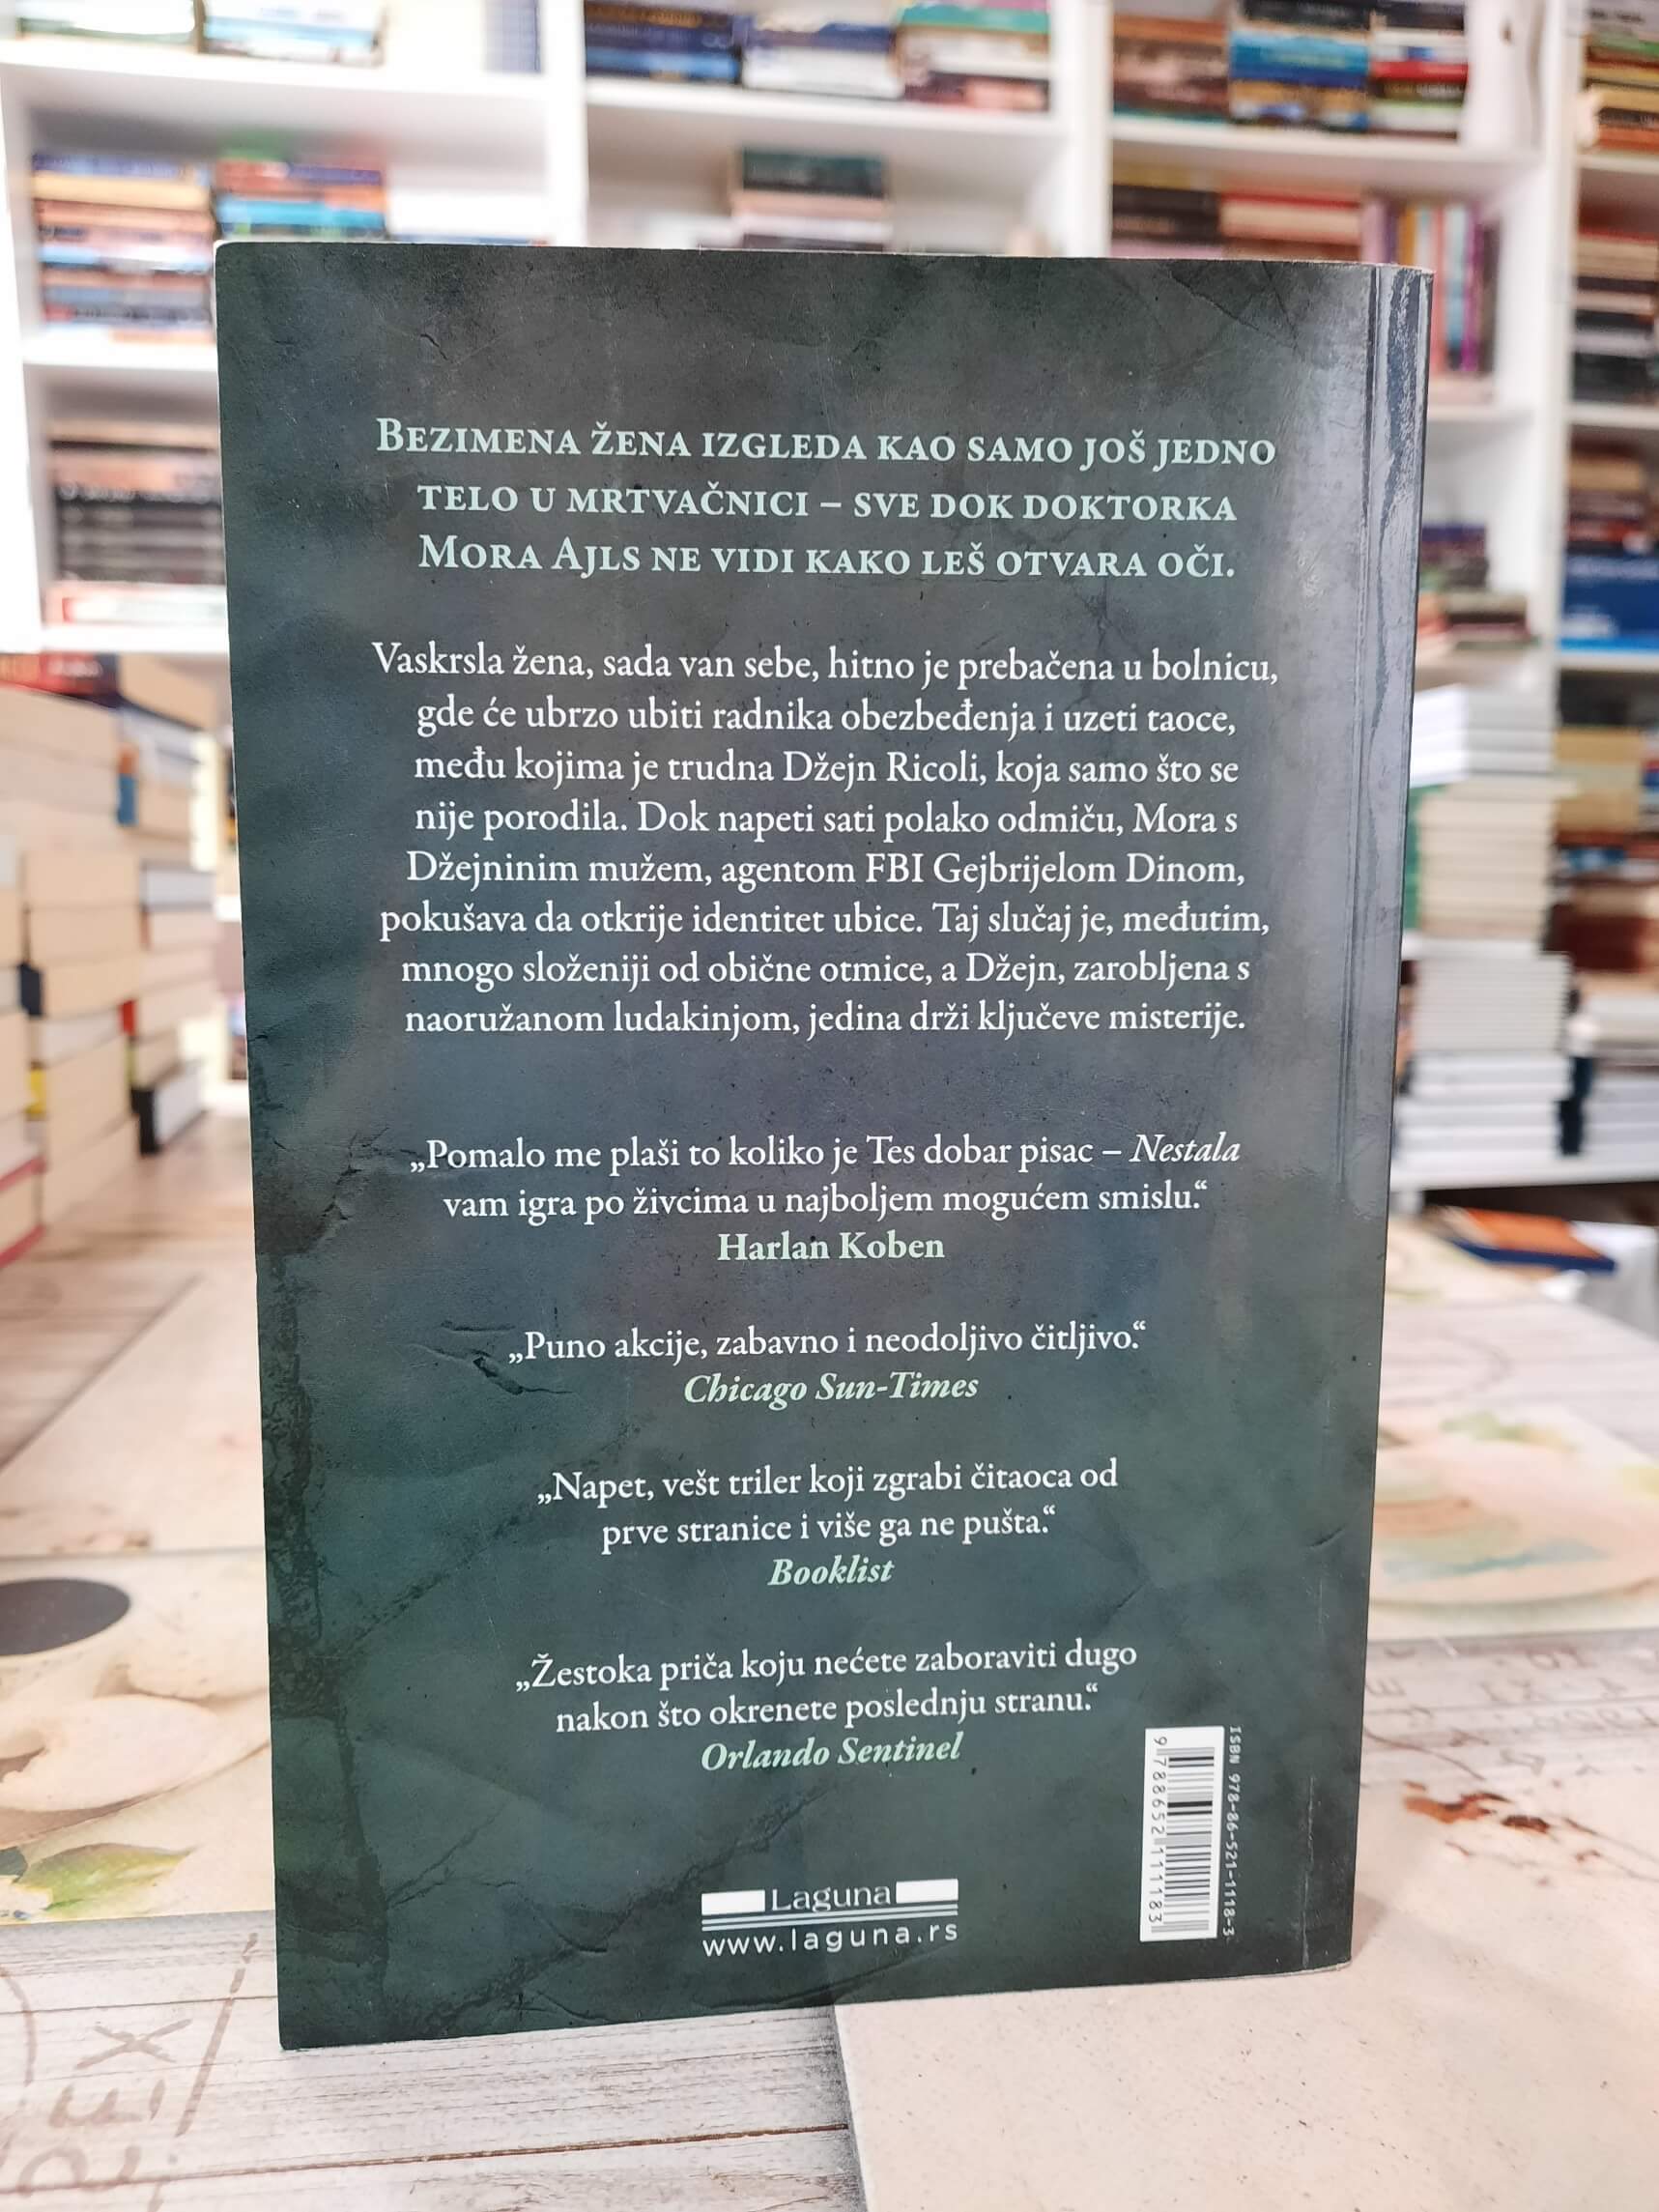 BEZIMENA ŽENA IZGLEDA KAO SAMO JOŠ JEDNO
TELO U MRTVAČNICI – SVE DOK DOKTORKA
MORA AJLS NE VIDI KAKO LEŠ OTVARA OČI.
Vaskrsla žena, sada van sebe, hitno je prebačena u bolnicu,
gde će ubrzo ubiti radnika obezbeđenja i uzeti taoce,
među kojima je trudna Džejn Ricoli, koja samo što se
nije porodila. Dok napeti sati polako odmiču, Mora s
Džejninim mužem, agentom FBI Gejbrijelom Dinom,
pokušava da otkrije identitet ubice. Taj slučaj je, međutim,
mnogo složeniji od obične otmice, a Džejn, zarobljena s
naoružanom ludakinjom, jedina drži ključeve misterije.
„Pomalo me plaši to koliko je Tes dobar pisac – Nestala
vam igra po živcima u najboljem mogućem smislu.“
Harlan Koben
„Puno akcije, zabavno i neodoljivo čitljivo.“
Chicago Sun-Times
„Napet, vešt triler koji zgrabi čitaoca od
prve stranice i više ga ne pušta.“
Booklist
„Žestoka priča koju nećete zaboraviti dugo
nakon što okrenete poslednju stranu.“
Orlando Sentinel
ISBN 978-86-521-1118-3
9 788652 111183
Laguna
www.laguna.rs